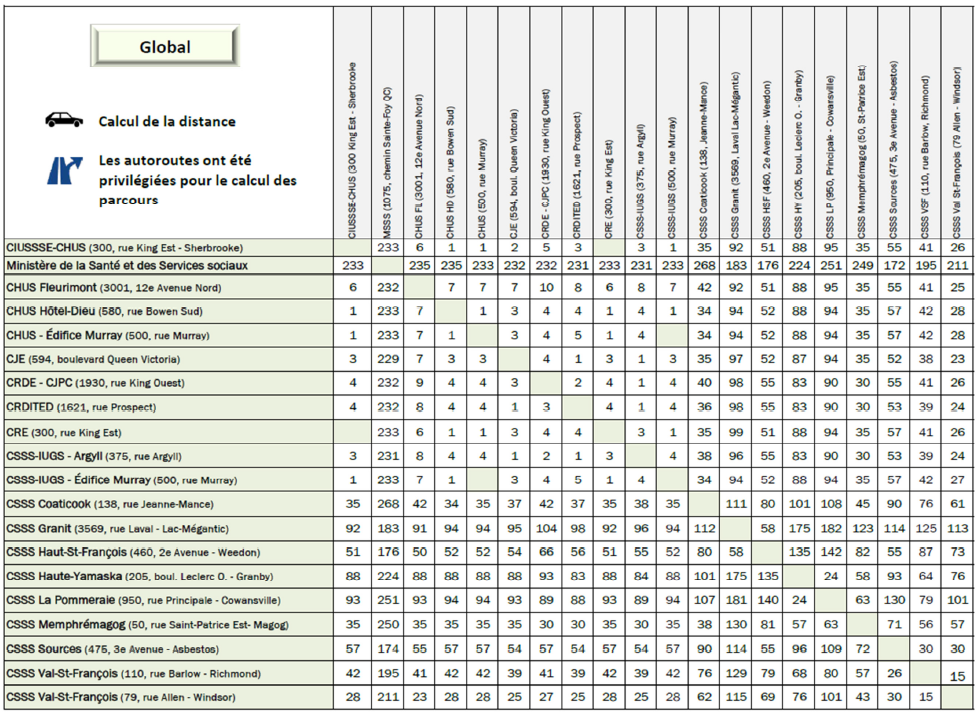 Global
Calcul de la distance
Les autoroutes ont été
privilégiées pour le calcul des
parcours
CIUSSSE-CHUS (300 King Est - Sherbrooke
MSSS (1075, chemin Sainte-Foy QC)
CHUS FL (3001, 12e Avenue Nord)
CHUS HD (580, rue Bowen Sud)
CHUS (500, rue Murray)
CJE (594, boul. Queen Victoria)
CRDE - CJPC (1930, rue King Ouest)
CRDITED (1621, rue Prospect)
CRE (300, rue King Est)
CSSS-IUGS (375, rue Argyll)
CSSS-IUGS (500, rue Murray)
CSSS Coaticook (138, Jeanne-Mance)
CSSS Granit (3569, Laval Lac-Mégantic)
CSSS HSF (460, 2e Avenue - Weedon)
CSSS HY (205, boul. Leclerc O. - Granby)
CSSS LP (950, Principale - Cowansville)
CSSS Memphrémagog (50, St-Patrice Est)
CSSS Sources (475, 3e Avenue - Asbestos)
CSSS VSF (110, rue Barlow, Richmond)
CSSS Val St-François (79 Allen - Windsor)
CIUSSSE-CHUS (300, rue King Est - Sherbrooke) 233 6 1 1 2 5 3 3 1 35 92 51 88 95 35 55 41 26
Ministère de la Santé et des Services sociaux 233 235 235 233 232 232 231 233 231 233 268 183 176 224 251 249 172 195 211
CHUS Fleurimont (3001, 12e Avenue Nord) 6 232 7 7 7 10 8 6 8 7 42 92 51 88 95 35 55 41 25
CHUS Hôtel-Dieu (580, rue Bowen Sud) 1 233 7 1 3 4 4 1 4 1 34 94 52 88 94 35 57 42 28
CHUS - Édifice Murray (500, rue Murray) 1 233 7 1 3 4 5 1 4 34 94 52 88 94 35 57 42 28
CJE (594, boulevard Queen Victoria) 3 229 7 3 3 4 1 3 1 3 35 97 52 87 94 35 52 38 23
CRDE - CJPC (1930, rue King Ouest) 4 232 9 4 4 3 2 4 1 4 40 98 55 83 90 30 55 41 26
CRDITED (1621, rue Prospect) 4 232 8 4 4 1 3 4 1 4 36 98 55 83 90 30 53 39 24
CRE (300, rue King Est) 233 6 1 1 3 4 4 3 1 35 99 51 88 94 35 57 41 26
CSSS-IUGS - Argyll (375, rue Argyll) 3 231 8 4 4 1 2 1 3 4 38 96 55 83 90 30 53 39 24
CSSS-IUGS - Édifice Murray (500, rue Murray) 1 233 7 1 3 4 5 1 4 34 94 52 88 94 35 57 42 27
CSSS Coaticook (138, rue Jeanne-Mance) 35 268 42 34 35 37 42 37 35 38 35 111 80 101 108 45 90 76 61
CSSS Granit (3569, rue Laval - Lac-Mégantic) 92 183 91 94 94 95 104 98 92 96 94 112 58 175 182 123 114 125 113
CSSS Haut-St-François (460, 2e Avenue - Weedon) 51 176 50 52 52 54 66 56 51 55 52 80 58 135 142 82 55 87 73
CSSS Haute-Yamaska (205, boul. Leclerc O. - Granby) 88 224 88 88 88 88 93 83 88 84 88 101 175 135 24 58 93 64 76
CSSS La Pommeraie (950, rue Principale - Cowansville) 93 251 93 94 94 93 89 88 93 89 94 107 181 140 24 63 130 79 101
CSSS Memphrémagog (50, rue Saint-Patrice Est- Magog) 35 250 35 35 35 35 30 30 35 30 35 38 130 82 57 63 71 56 57
CSSS Sources (475, 3e Avenue - Asbestos) 57 174 55 57 57 54 57 54 57 54 57 90 114 55 96 109 72 30 30
CSSS Val-St-François (110, rue Barlow - Richmond) 42 195 41 42 42 39 41 39 42 39 42 76 129 79 68 80 57 26 15
CSSS Val-St-François (79, rue Allen - Windsor) 28 211 23 28 28 25 27 25 28 25 28 62 115 69 76 101 43 30 15